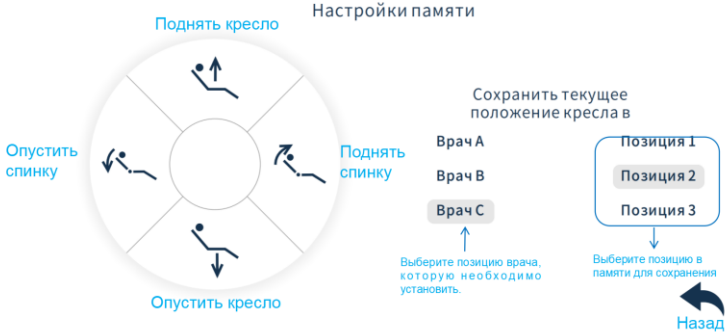 Настройки памяти
Поднять кресло
Опустить
спинку
Поднять
спинку
Опустить кресло
Сохранить текущее
положение кресла в
Врач A
Врач B
Врач C
Позиция 1
Позиция 2
Позиция 3
Выберите позицию врача,
которую необходимо
установить.
Выберите позицию в
памяти для сохранения
Назад